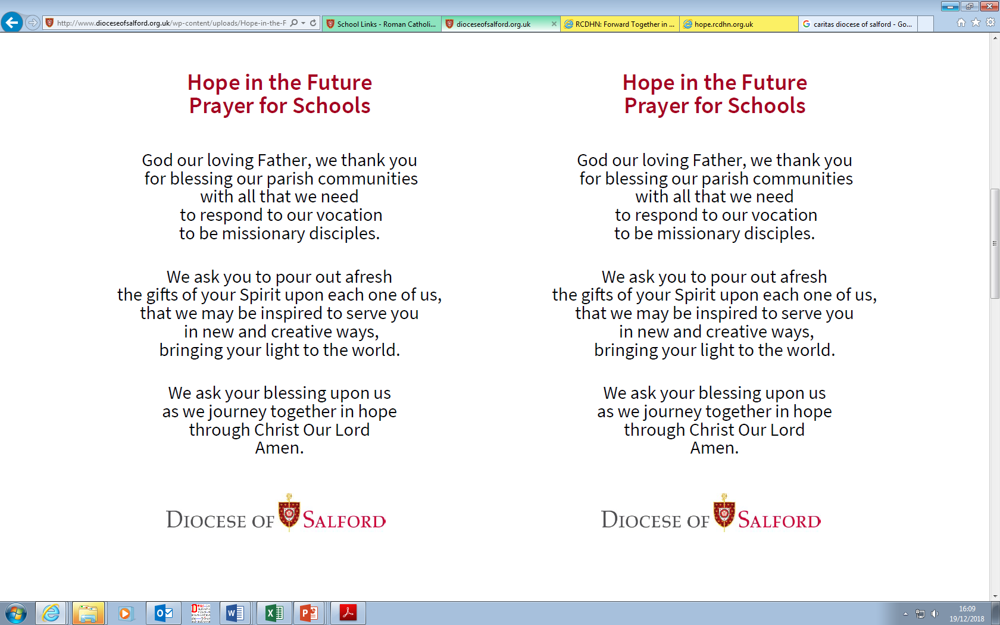 http://www.dioceseofsalford.org.uk/wp-content/uploads/Hope-in-the-F
School Links - Roman Catholi...
dioceseofsalford.org.uk
RCDHN: Forward Together in ...
hope.rcdhn.org.uk
caritas diocese of salford - Go...
Hope in the Future
Prayer for Schools
God our loving Father, we thank you
for blessing our parish communities
with all that we need
to respond to our vocation
to be missionary disciples.
We ask you to pour out afresh
the gifts of your Spirit upon each one of us,
that we may be inspired to serve you
in new and creative ways,
bringing your light to the world.
We ask your blessing upon us
as we journey together in hope
through Christ Our Lord
Amen.
DIOCESE OF SALFORD
Hope in the Future
Prayer for Schools
God our loving Father, we thank you
for blessing our parish communities
with all that we need
to respond to our vocation
to be missionary disciples.
We ask you to pour out afresh
the gifts of your Spirit upon each one of us,
that we may be inspired to serve you
in new and creative ways,
bringing your light to the world.
We ask your blessing upon us
as we journey together in hope
through Christ Our Lord
Amen.
DIOCESE OF SALFORD
16:09
19/12/2018